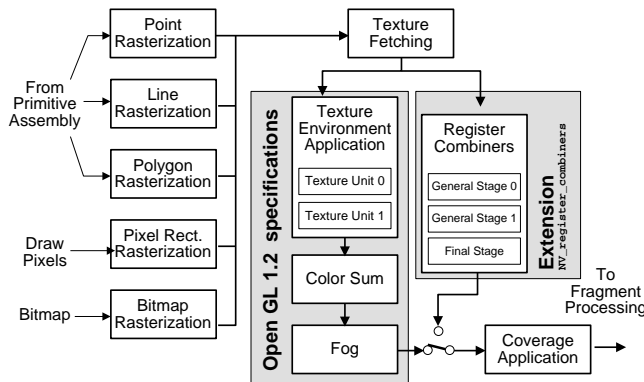 Point
Rasterization
Texture
Fetching
From
Primitive
Assembly
Line
Rasterization
Polygon
Rasterization
Draw
Pixels
Pixel Rect.
Rasterization
Bitmap
Bitmap
Rasterization
Open GL 1.2 specifications
Texture
Environment
Application
Texture Unit 0
Texture Unit 1
Color Sum
Fog
Register
Combiners
General Stage 0
General Stage 1
Final Stage
Extension
NV_register_combiners
Coverage
Application
To
Fragment
Processing